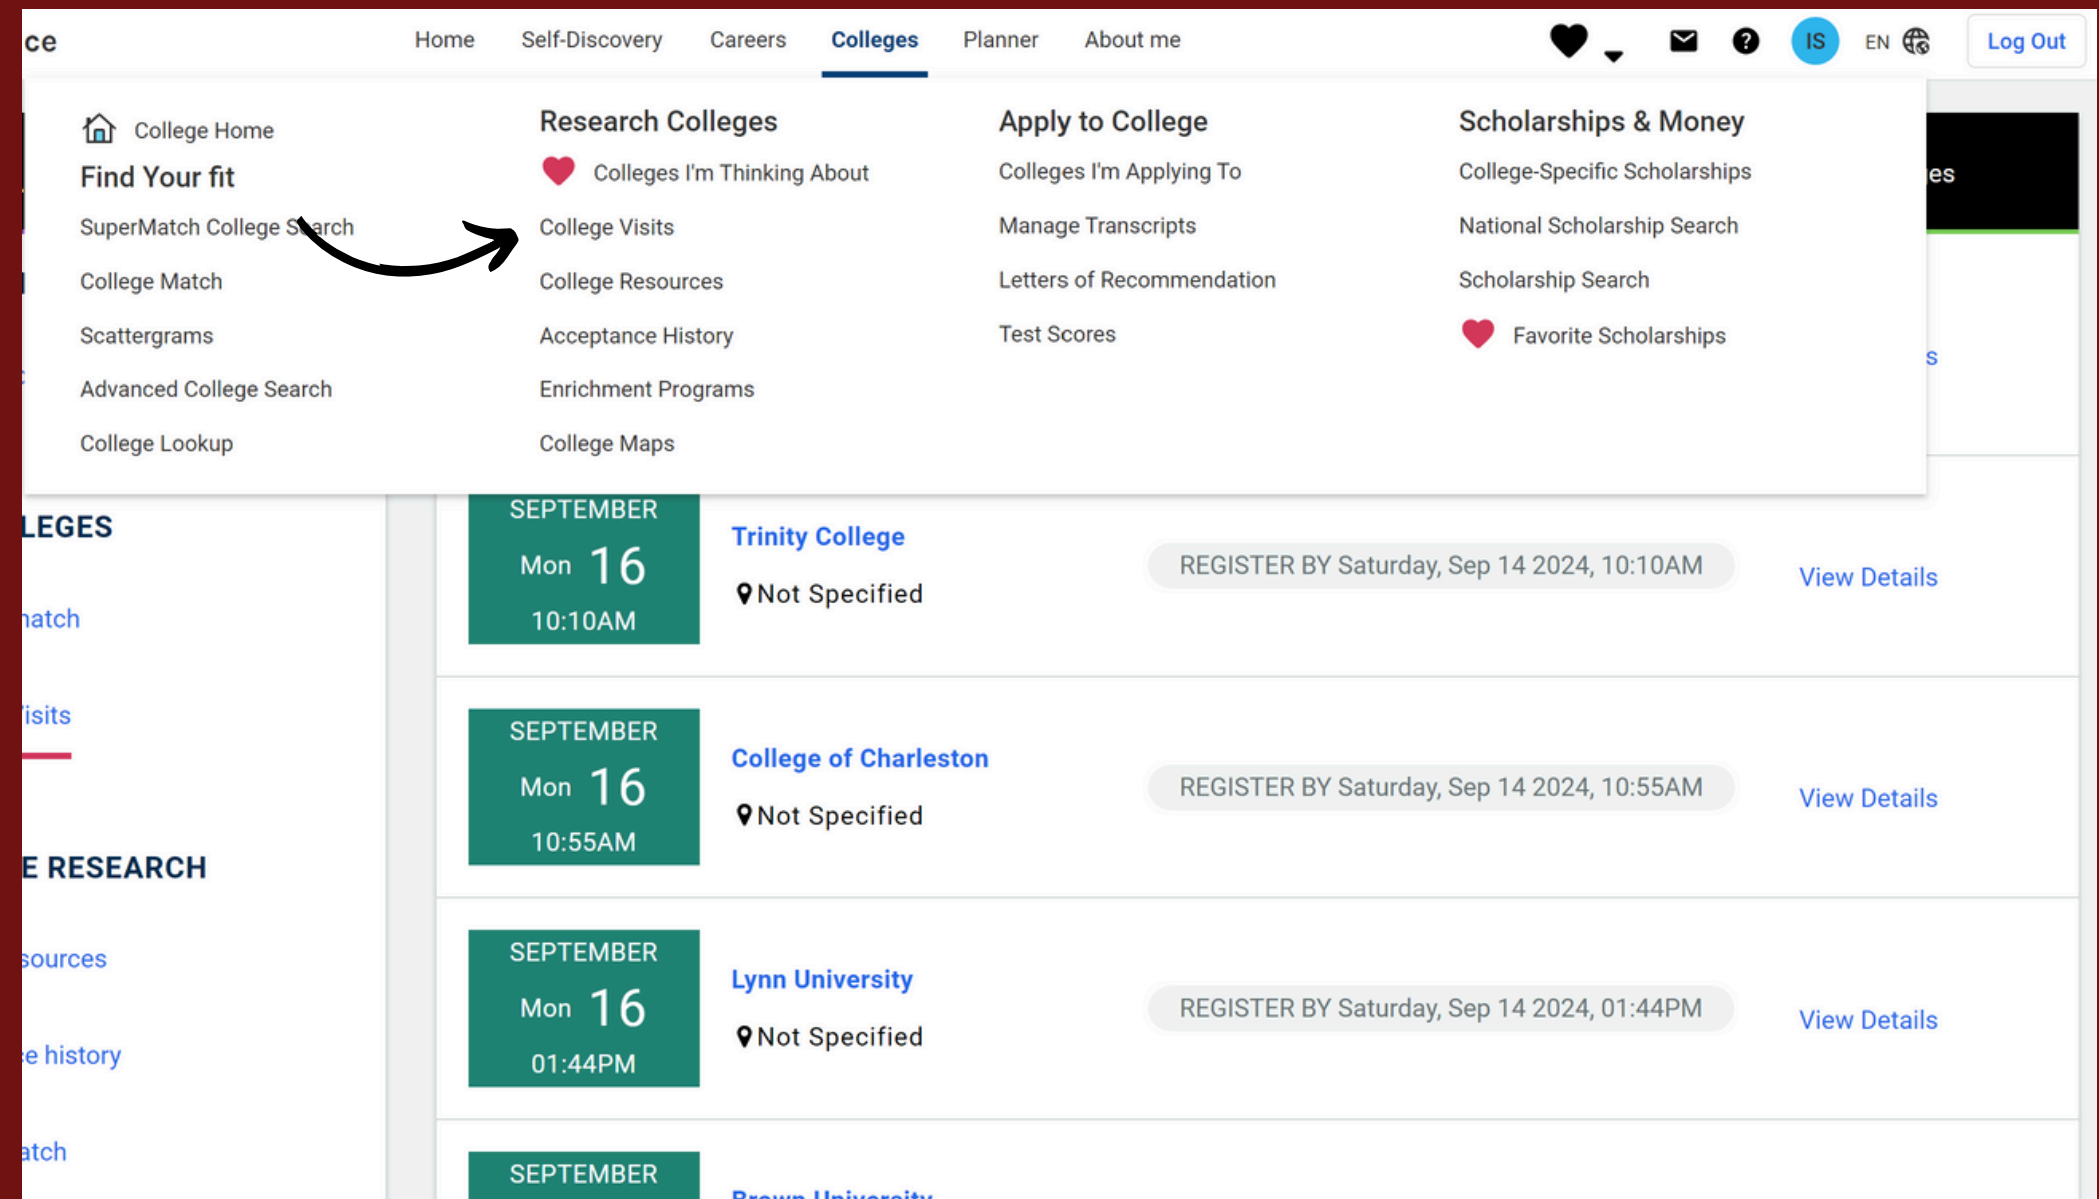 ce
Home Self-Discovery Careers Colleges Planner About me
IS EN Log Out
College Home
Find Your fit
SuperMatch College Search
College Match
Scattergrams
Advanced College Search
College Lookup
Research Colleges
Colleges I'm Thinking About
College Visits
College Resources
Acceptance History
Enrichment Programs
College Maps
Apply to College
Colleges I'm Applying To
Manage Transcripts
Letters of Recommendation
Test Scores
Scholarships & Money
College-Specific Scholarships
National Scholarship Search
Scholarship Search
Favorite Scholarships
es
s
LEGES
atch
isits
E RESEARCH
sources
e history
atch
SEPTEMBER
Mon 16
10:10AM
Trinity College
Not Specified
REGISTER BY Saturday, Sep 14 2024, 10:10AM
View Details
SEPTEMBER
Mon 16
10:55AM
College of Charleston
Not Specified
REGISTER BY Saturday, Sep 14 2024, 10:55AM
View Details
SEPTEMBER
Mon 16
01:44PM
Lynn University
Not Specified
REGISTER BY Saturday, Sep 14 2024, 01:44PM
View Details
SEPTEMBER
Brown University